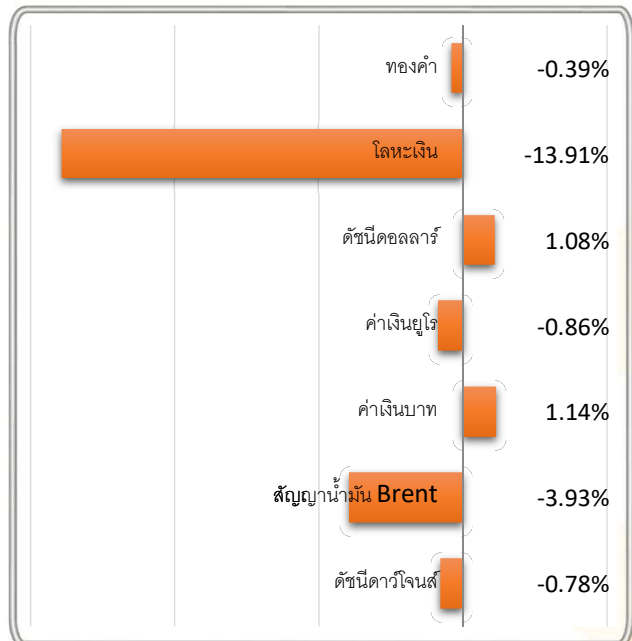 ทองคำ -0.39%
โลหะเงิน -13.91%
ดัชนีดอลลาร์ 1.08%
ค่าเงินยูโร -0.86%
ค่าเงินบาท 1.14%
สัญญาน้ำมัน Brent -3.93%
ดัชนีดาวโจนส์ -0.78%